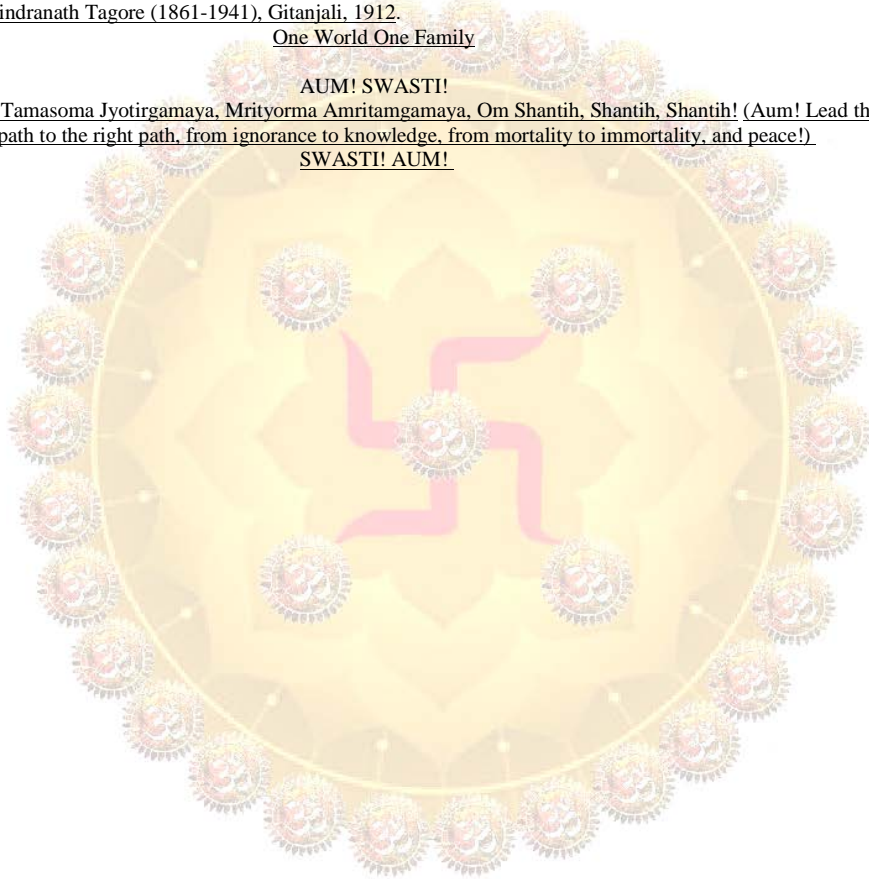 indranath Tagore (1861-1941), Gitanjali, 1912.
One World One Family
AUM! SWASTI!
Tamasoma Jyotirgamaya, Mrityorma Amritamgamaya, Om Shantih, Shantih, Shantih! (Aum! Lead th
path to the right path, from ignorance to knowledge, from mortality to immortality, and peace!)
SWASTI! AUM!